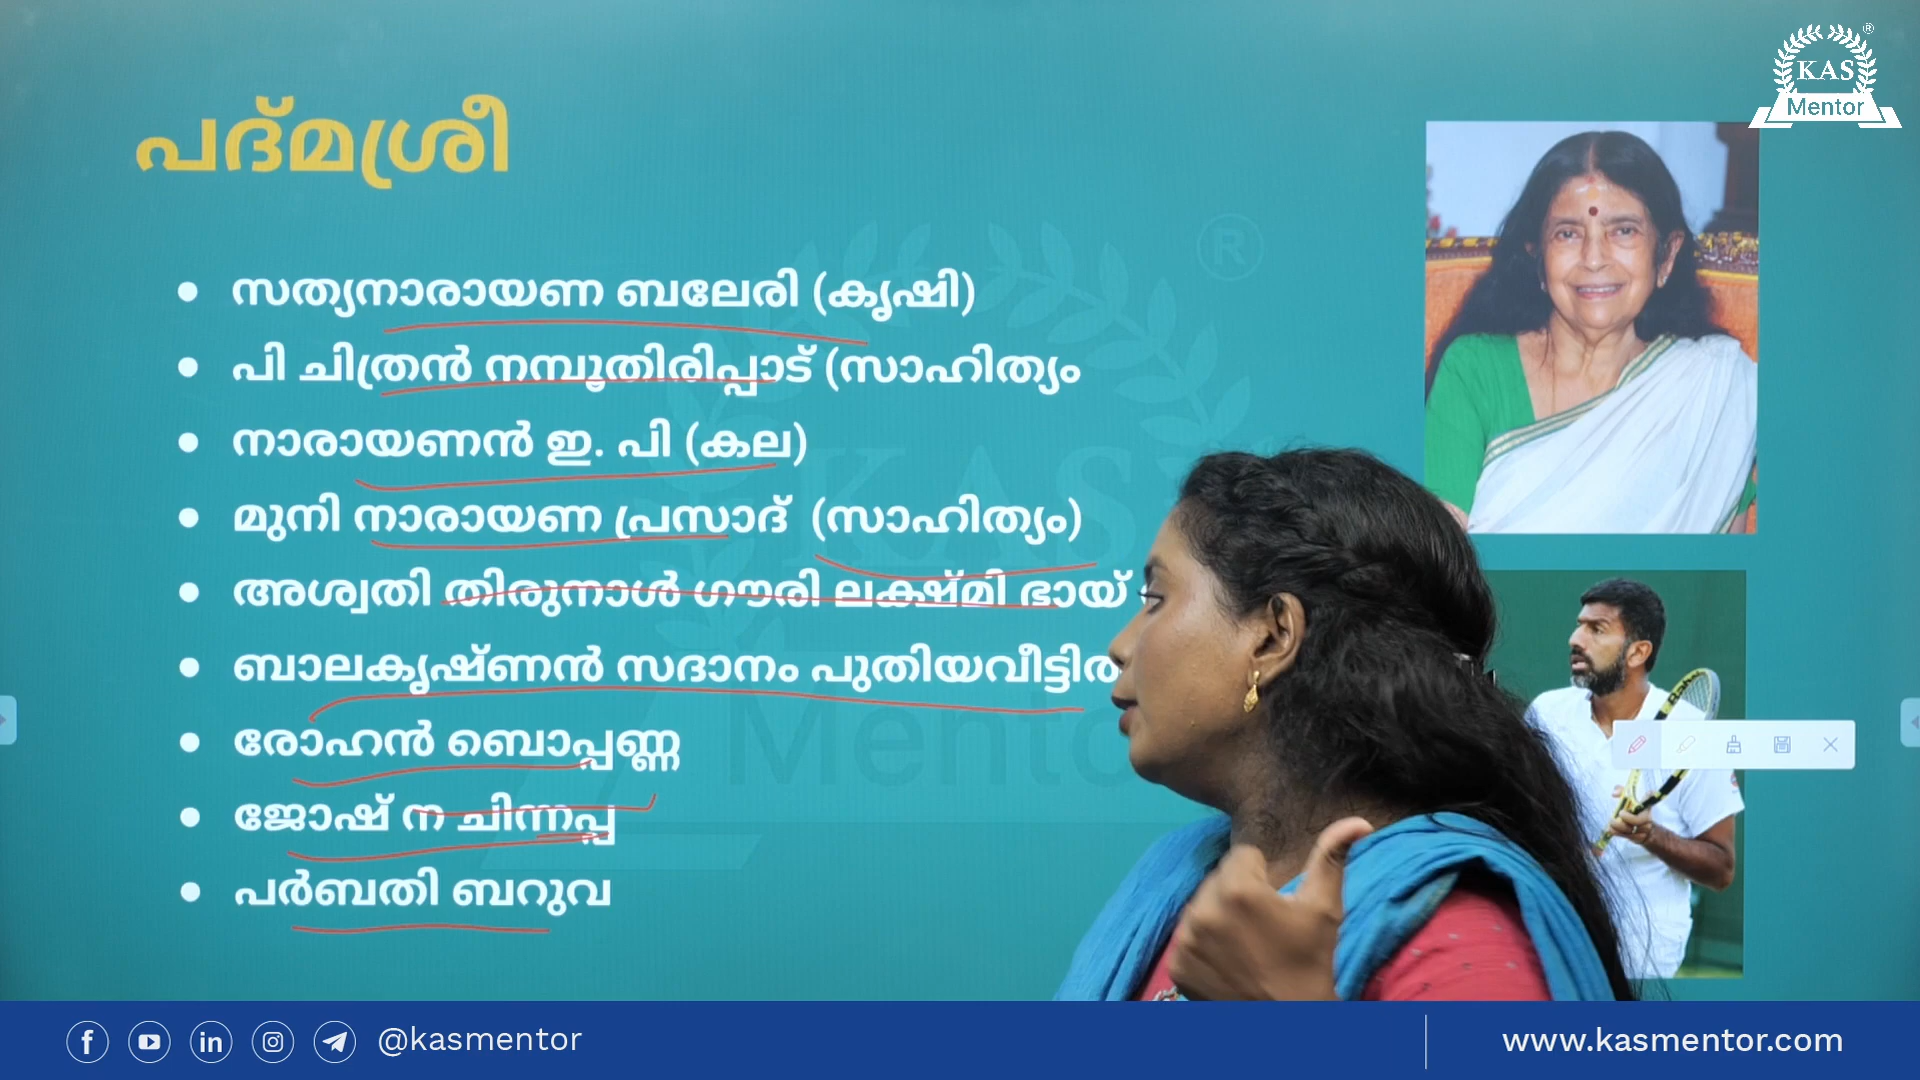 പദ്മശ്രീ
KAS
Mentor
®
സത്യനാരായണ ബലേരി (കൃഷി)
പി ചിത്രൻ നമ്പൂതിരിപ്പാട് (സാഹിത്യം
നാരായണൻ ഇ. പി (കല)
മുനി നാരായണ പ്രസാദ് (സാഹിത്യം)
അശ്വതി തിരുനാൾ ഗൗരി ലക്ഷ്മി ഭായ്
ബാലകൃഷ്ണൻ സദാനം
രോഹൻ ബൊപ്പണ്ണ
ജോഷ് ന ചിന്നപ്പ
പർബതി ബറുവ
@kasmentor
www.kasmentor.com